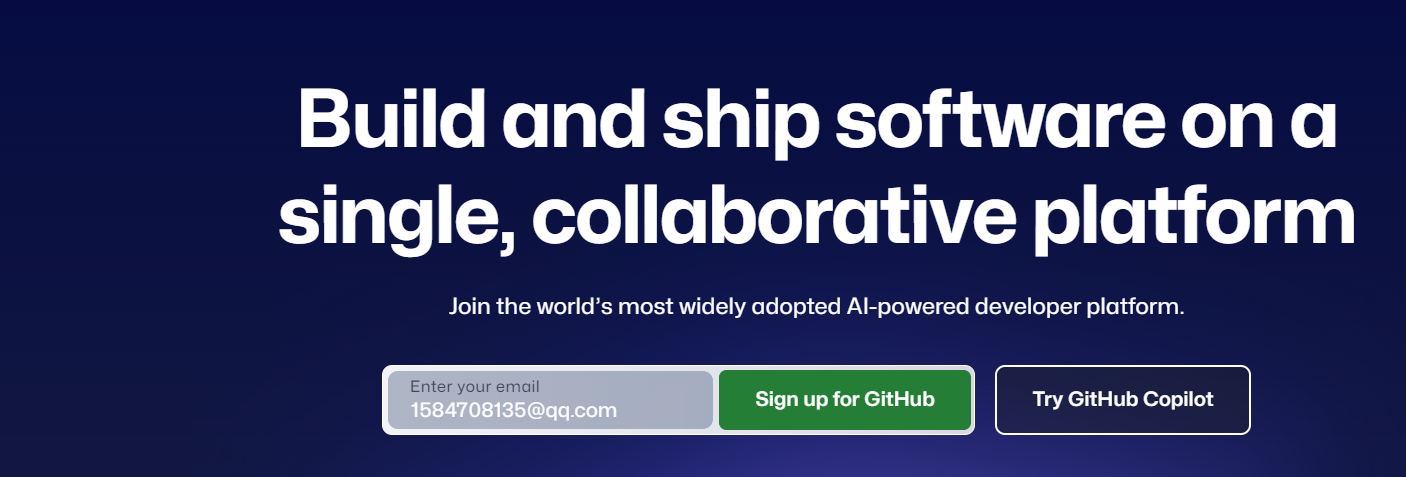 Build and ship software on a
single, collaborative platform
Join the world’s most widely adopted AI-powered developer platform.
Enter your email
1584708135@qq.com
Sign up for GitHub
Try GitHub Copilot